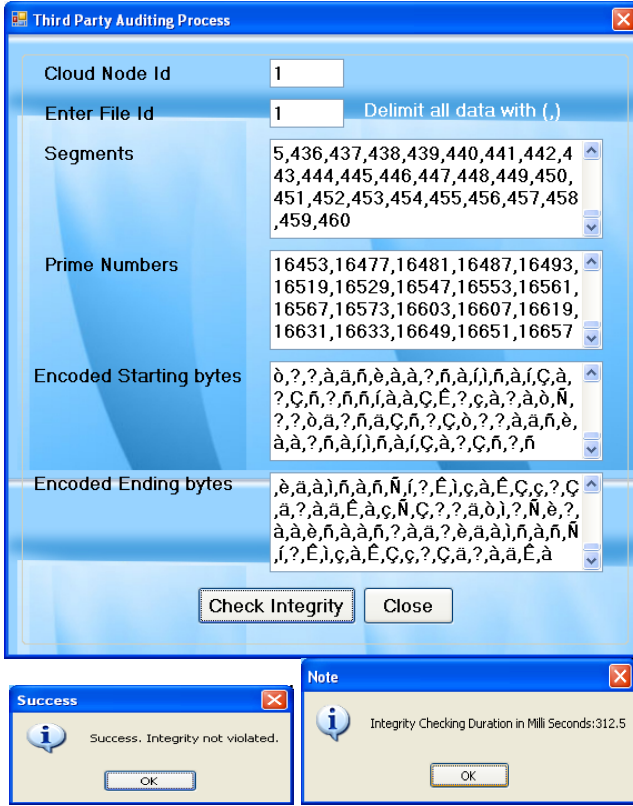 Third Party Auditing Process
Cloud Node Id
1
Enter File Id
1
Delimit all data with (,)
Segments
5,436,437,438,439,440,441,442,4
43,444,445,446,447,448,449,450,
451,452,453,454,455,456,457,458
,459,460
Prime Numbers
16453,16477,16481,16487,16493,
16519,16529,16547,16553,16561,
16567,16573,16603,16607,16619,
16631,16633,16649,16651,16657
Encoded Starting bytes
ò,?,?,à,ä,ñ,è,à,à,?,ñ,à,í,ì,ñ,à,í,Ç,à,
?,Ç,ñ,?,ñ,ñ,í,à,à,Ç,Ê,?,ç,à,?,à,ò,Ñ,
?,?,ò,ä,?,ñ,ä,Ç,ñ,?,Ç,ò,?,?,à,ä,ñ,è,
à,à,?,ñ,à,í,ì,ñ,à,í,Ç,à,?,Ç,ñ,?,ñ
Encoded Ending bytes
,è,ä,à,ì,ñ,à,ñ,Ñ,í,?,Ê,ì,ç,à,Ê,Ç,ç,?,Ç
,ä,?,à,ä,Ê,à,ç,Ñ,Ç,?,?,ä,ò,ì,?,Ñ,è,?,
à,à,è,ñ,à,à,ñ,?,à,ä,?,è,ä,à,ì,ñ,à,ñ,Ñ
,í,?,Ê,ì,ç,à,Ê,Ç,ç,?,Ç,ä,?,à,ä,Ê,à
Check Integrity
Close
Success
Success. Integrity not violated.
OK
Note
Integrity Checking Duration in Milli Seconds:312.5
OK